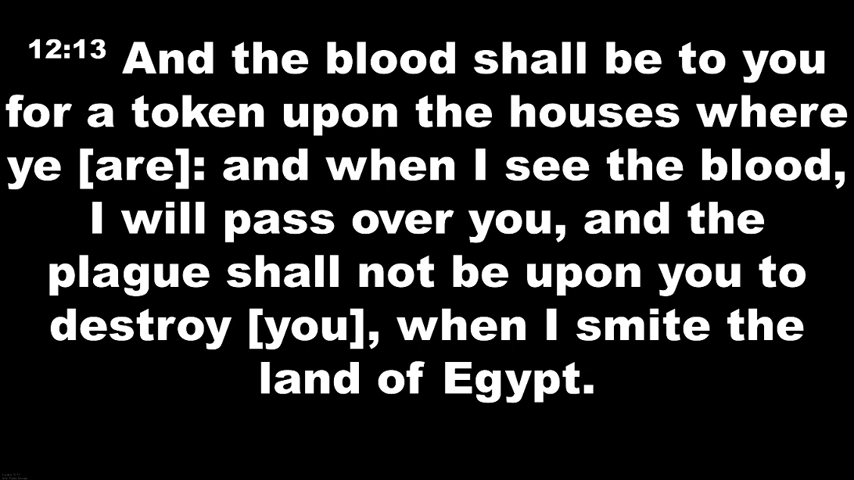 12:13 And the blood shall be to you
for a token upon the houses where
ye [are]: and when I see the blood,
I will pass over you, and the
plague shall not be upon you to
destroy [you], when I smite the
land of Egypt.